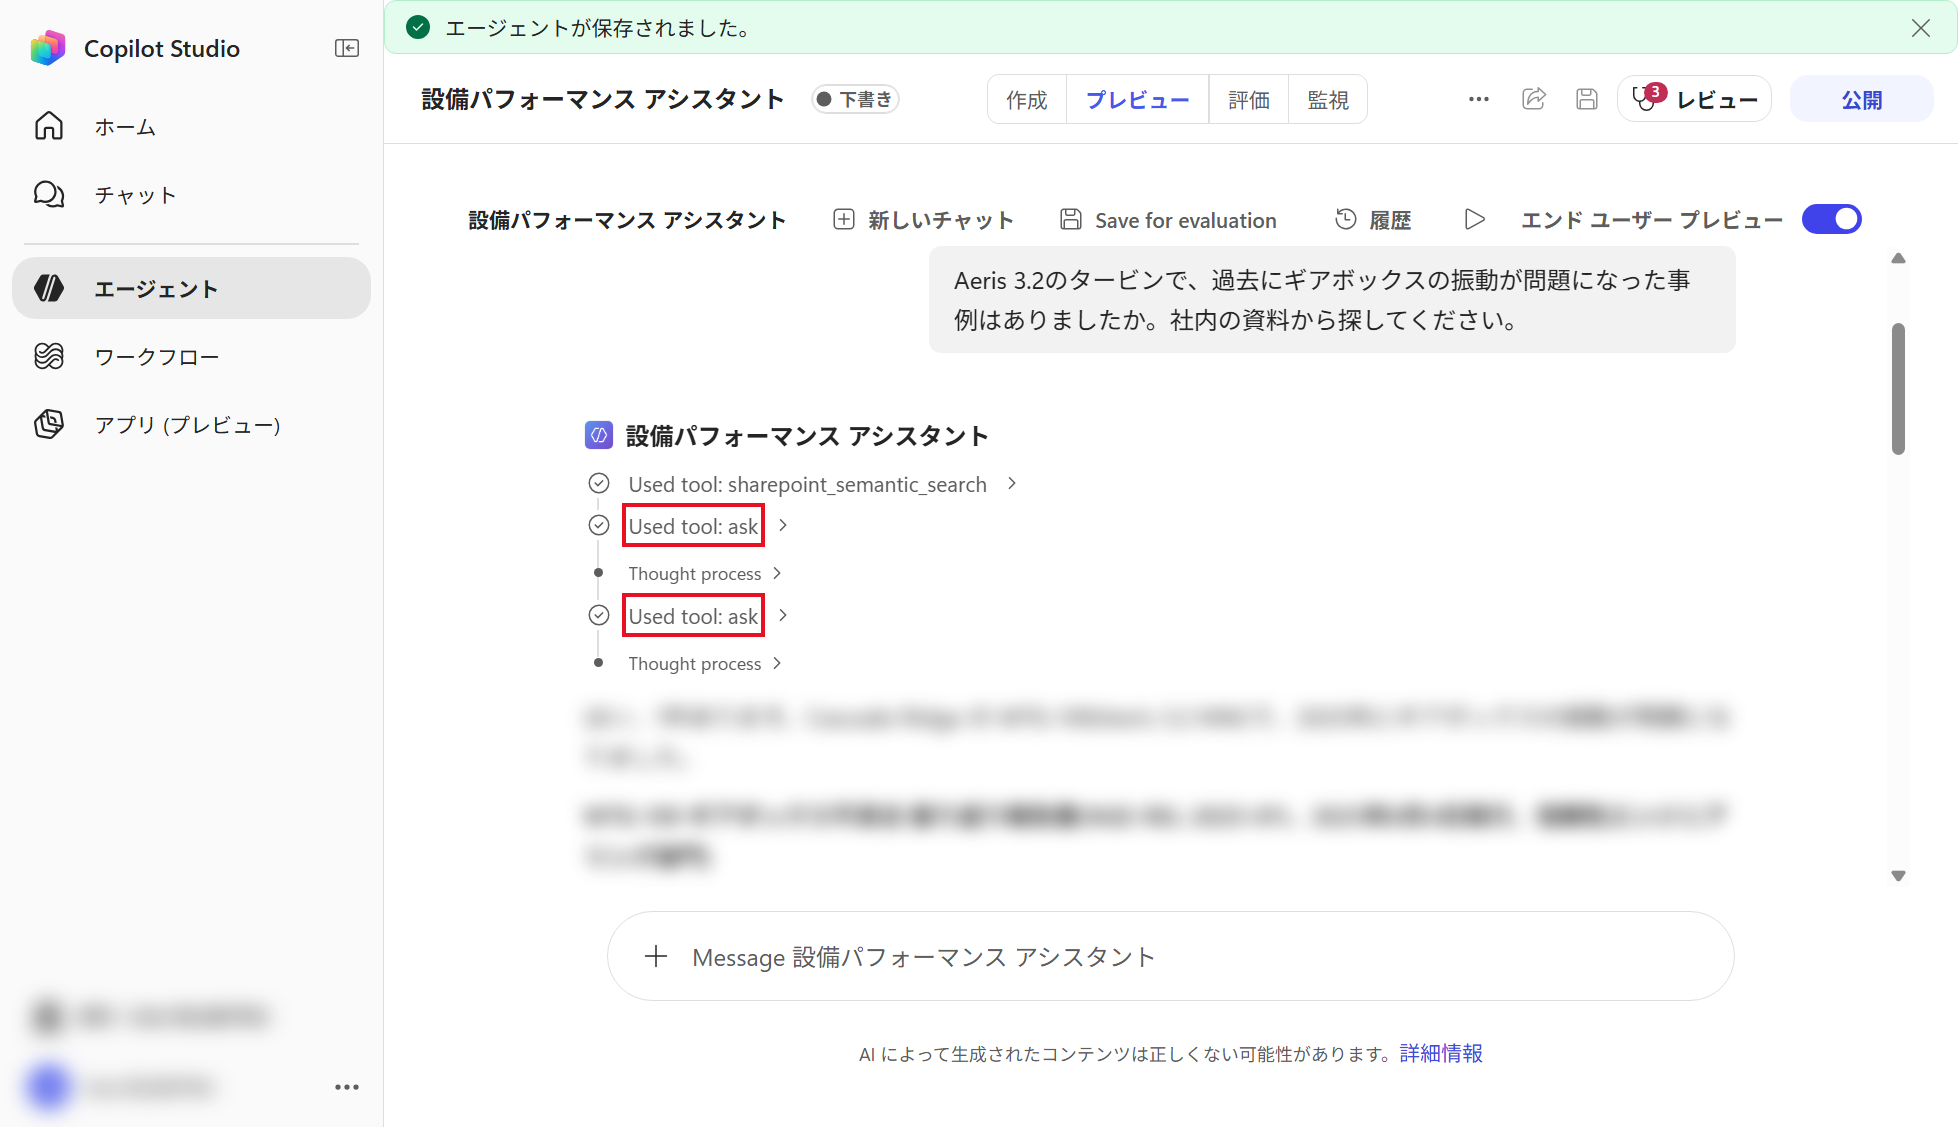 Copilot Studio
ホーム
チャット
エージェント
ワークフロー
アプリ (プレビュー)
エージェントが保存されました。
設備パフォーマンス アシスタント
下書き
作成
プレビュー
評価
監視
3
レビュー
公開
設備パフォーマンス アシスタント
新しいチャット
Save for evaluation
履歴
エンド ユーザー プレビュー
Aeris 3.2のタービンで、過去にギアボックスの振動が問題になった事
例はありましたか。社内の資料から探してください。
設備パフォーマンス アシスタント
Used tool: sharepoint_semantic_search
Used tool: ask
Thought process
Used tool: ask
Thought process
Message 設備パフォーマンス アシスタント
AI によって生成されたコンテンツは正しくない可能性があります。詳細情報